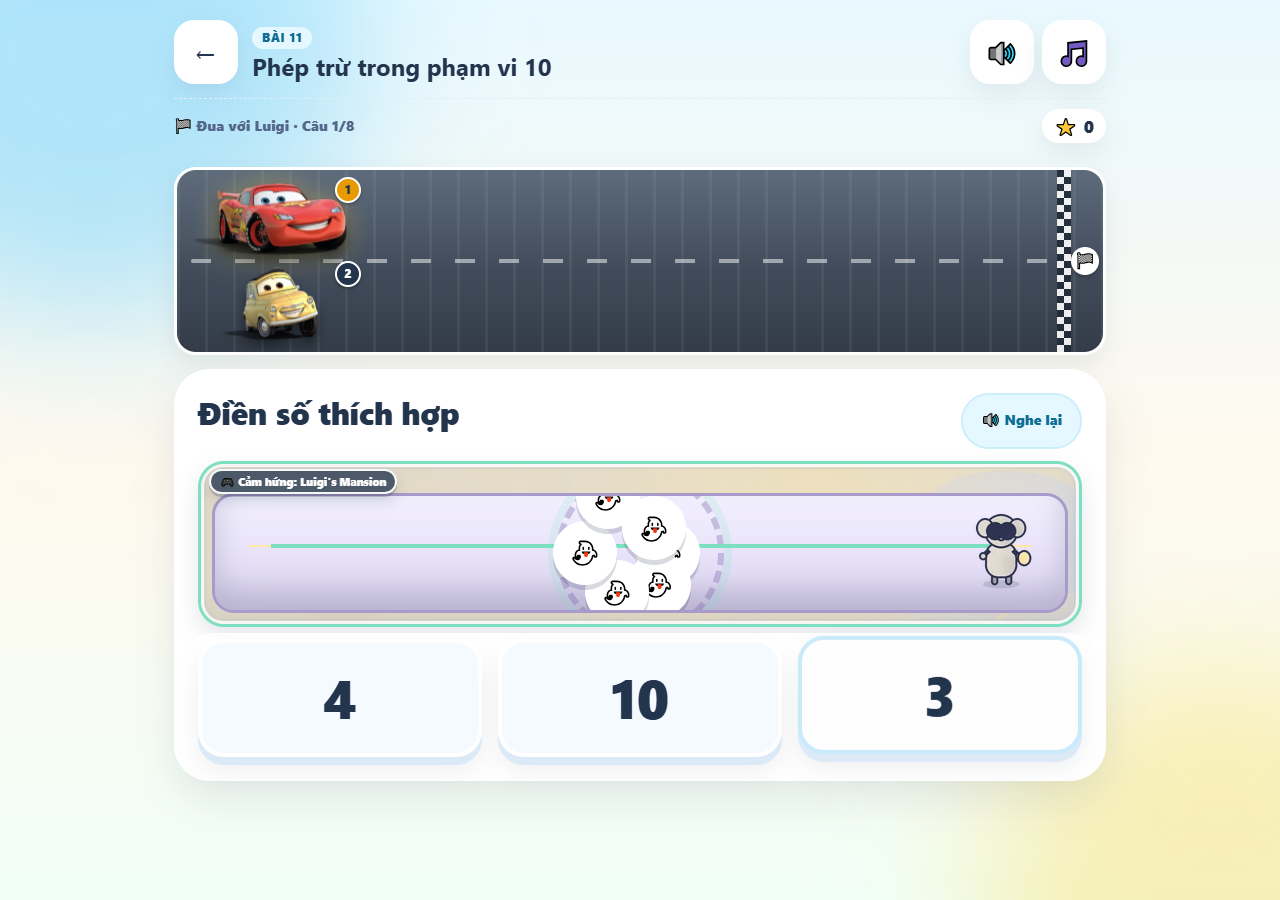 ←
BÀI 11
Phép trừ trong phạm vi 10
Đua với Luigi · Câu 1/8
0
1
2
Điền số thích hợp
Nghe lại
Cảm hứng: Luigi's Mansion
4
10
3